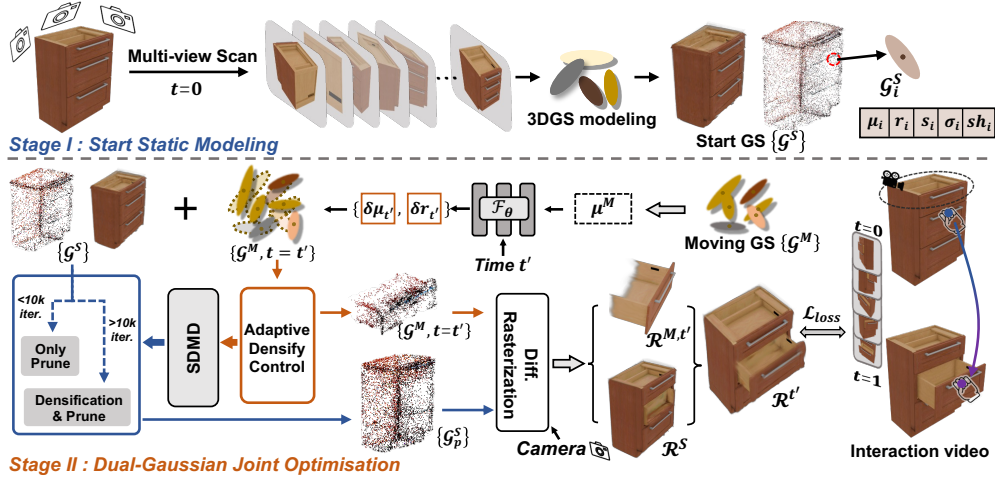 Multi-view Scan
t=0
3DGS modeling
Start GS {𝒢^S}
𝒢_i^S
μ_i r_i s_i σ_i sh_i
Stage I : Start Static Modeling
{𝒢^S}
+
{𝒢^M, t = t'}
{ δμ_t' , δr_t' }
ℱ_θ
Time t'
μ^M
Moving GS {𝒢^M}
<10k
iter.
>10k
iter.
Only
Prune
Densification
& Prune
SDMD
Adaptive
Densify
Control
{𝒢^M, t=t'}
{𝒢_p^S}
Diff.
Rasterization
Camera
ℛ^{M,t'}
ℛ^S
ℛ^{t'}
ℒ_loss
t=0
t=1
Interaction video
Stage II : Dual-Gaussian Joint Optimisation